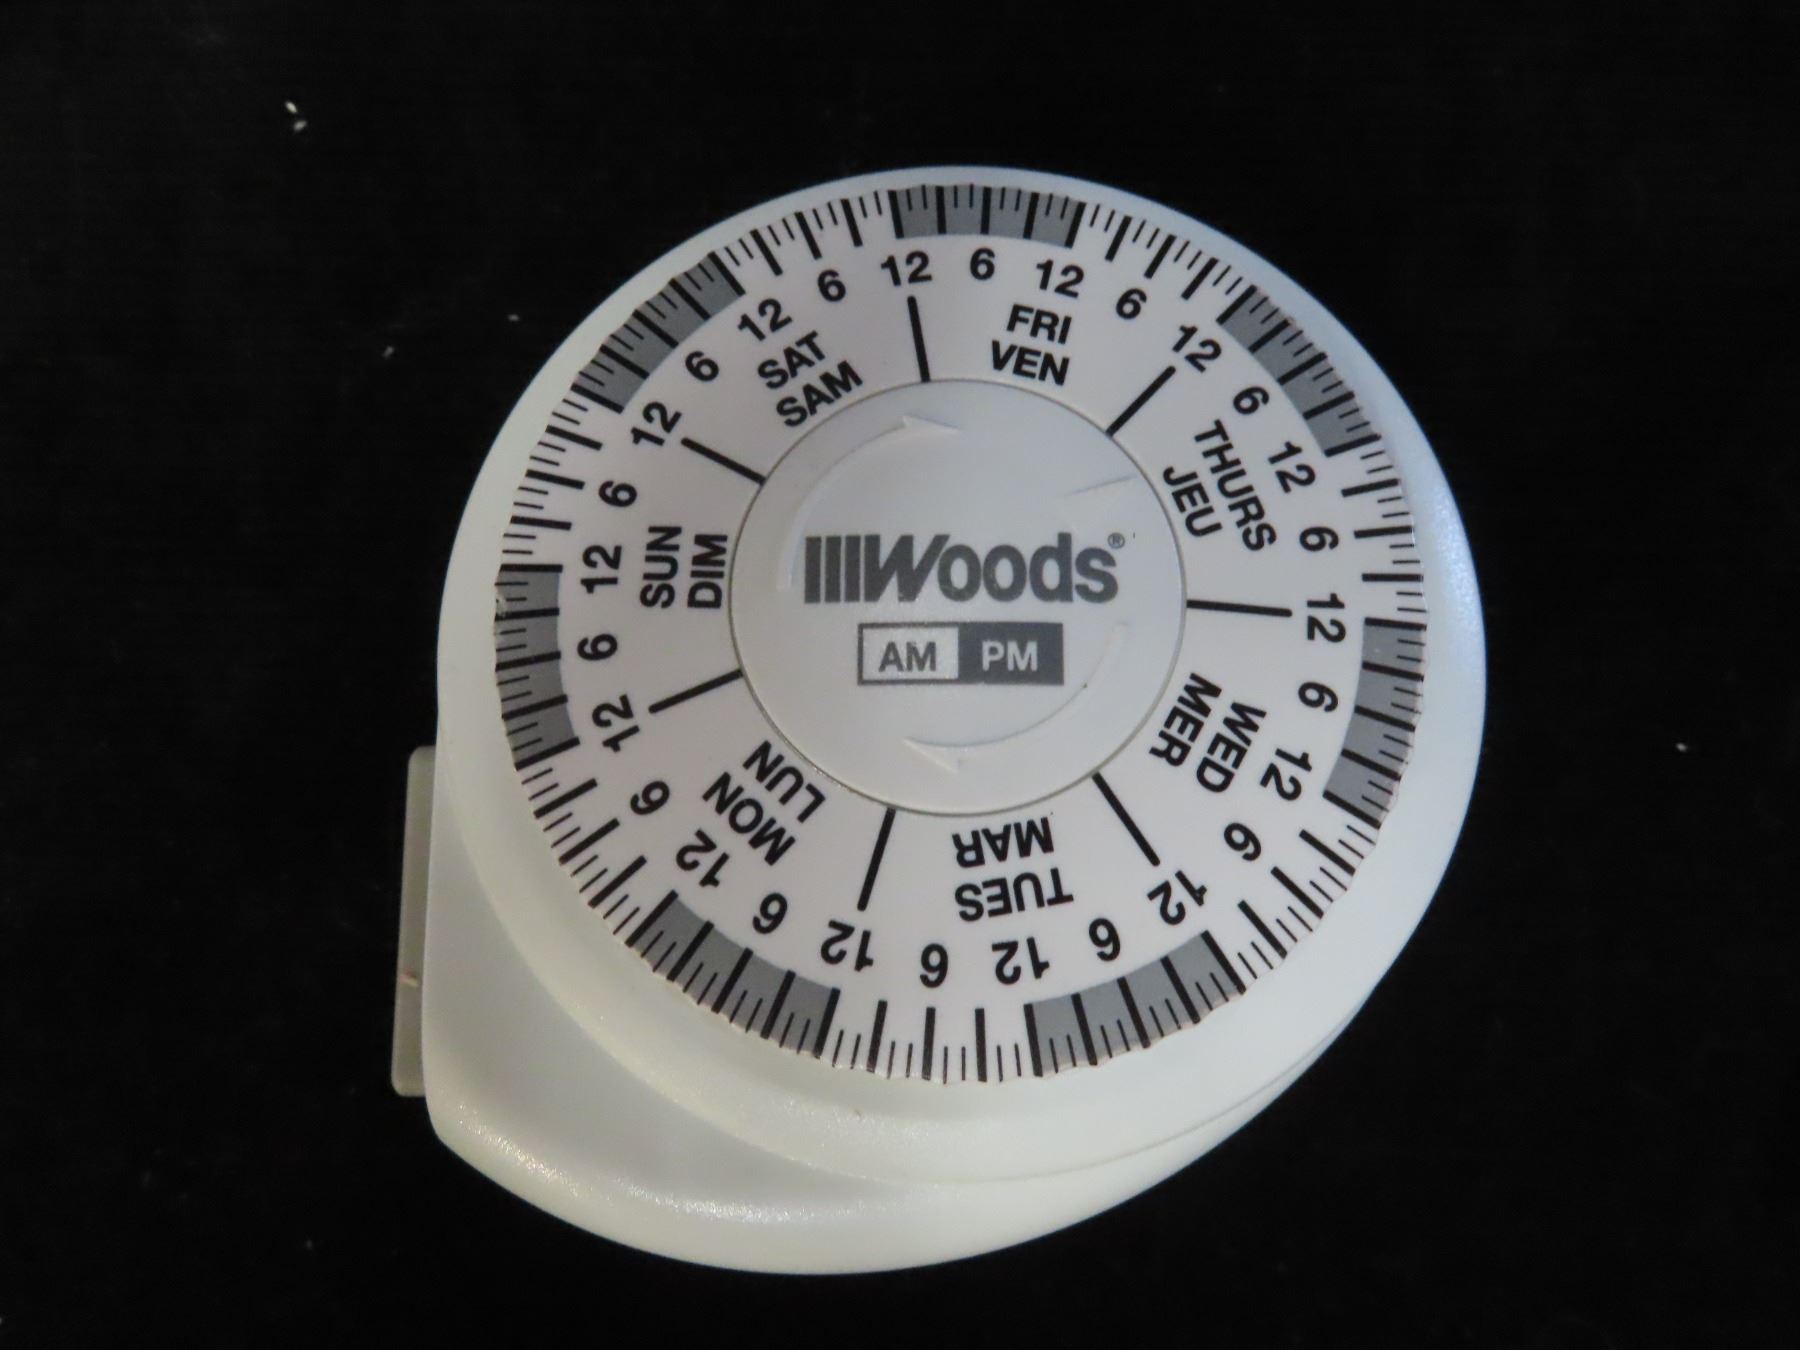 12 6 12 6 12 6 12 6 12 6 12 6 12 6 12 6 12 6 12 6 12 6 12 6 12 6 12 6
FRI
VEN
THURS
JEU
WED
MER
TUES
MAR
MON
LUN
SUN
DIM
SAT
SAM
Woods®
AM PM